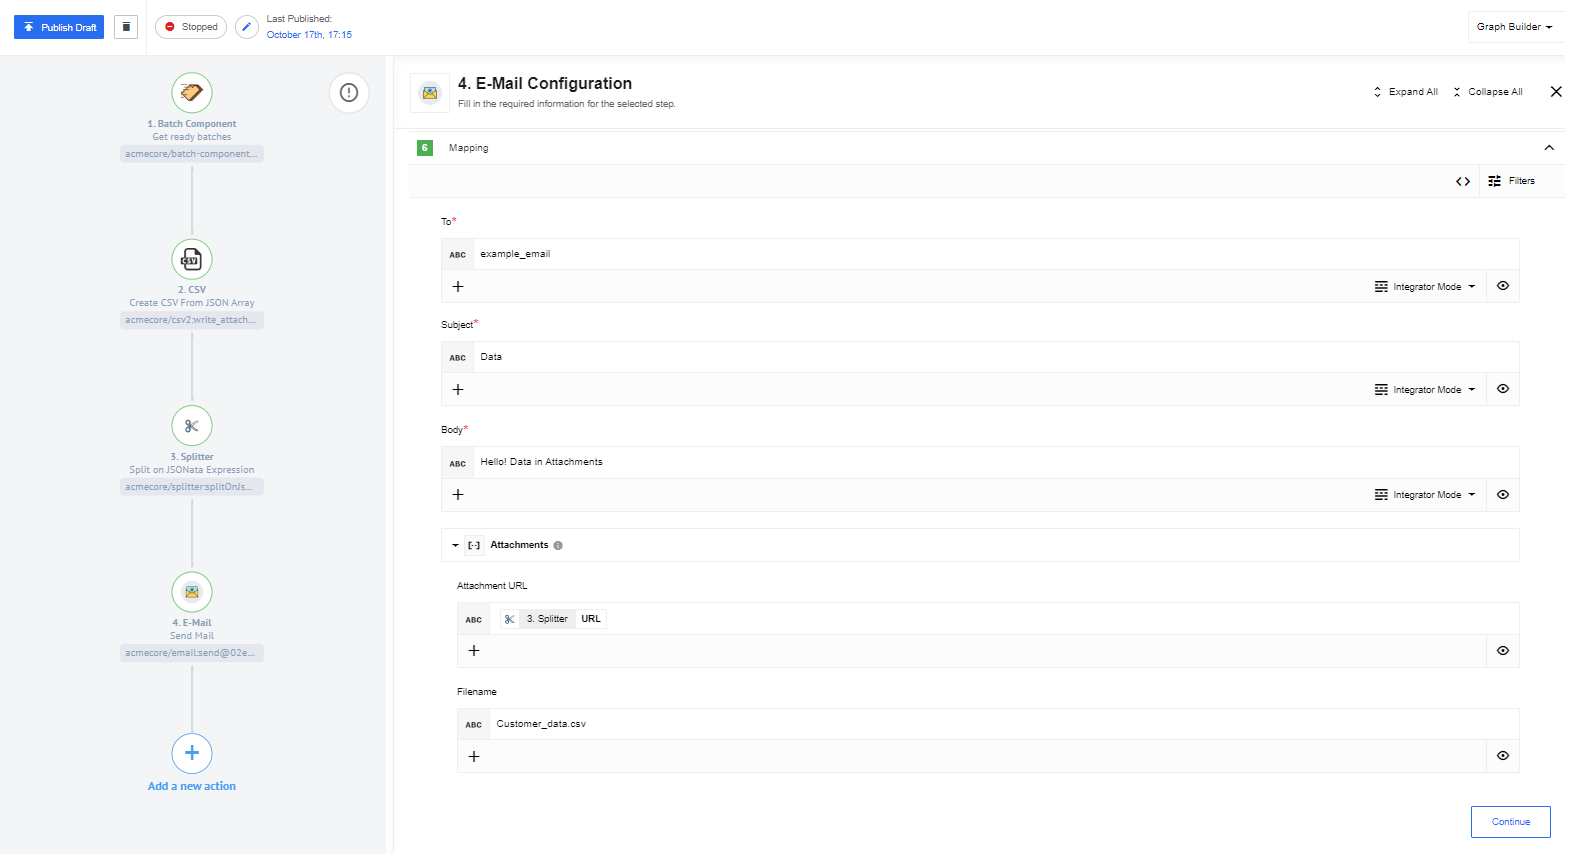 Publish Draft
Stopped
Last Published:
October 17th, 17:15
Graph Builder
1. Batch Component
Get ready batches
acmecore/batch-component...
2. CSV
Create CSV From JSON Array
acmecore/csv2:write_attach...
3. Splitter
Split on JSONata Expression
acmecore/splitter:splitOnJs...
4. E-Mail
Send Mail
acmecore/email:send@02e...
Add a new action
4. E-Mail Configuration
Fill in the required information for the selected step.
Expand All
Collapse All
6 Mapping
Filters
To*
ABC example_email
Integrator Mode
Subject*
ABC Data
Integrator Mode
Body*
ABC Hello! Data in Attachments
Integrator Mode
Attachments
Attachment URL
ABC 3. Splitter URL
Filename
ABC Customer_data.csv
Continue